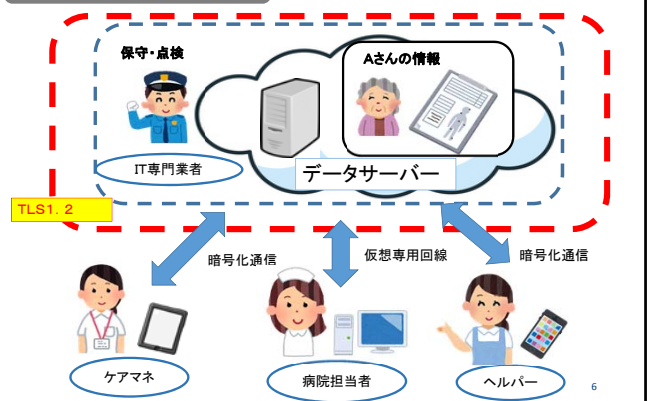 保守・点検
Aさんの情報
IT専門業者
データサーバー
TLS1．2
暗号化通信
仮想専用回線
暗号化通信
ケアマネ
病院担当者
ヘルパー
6